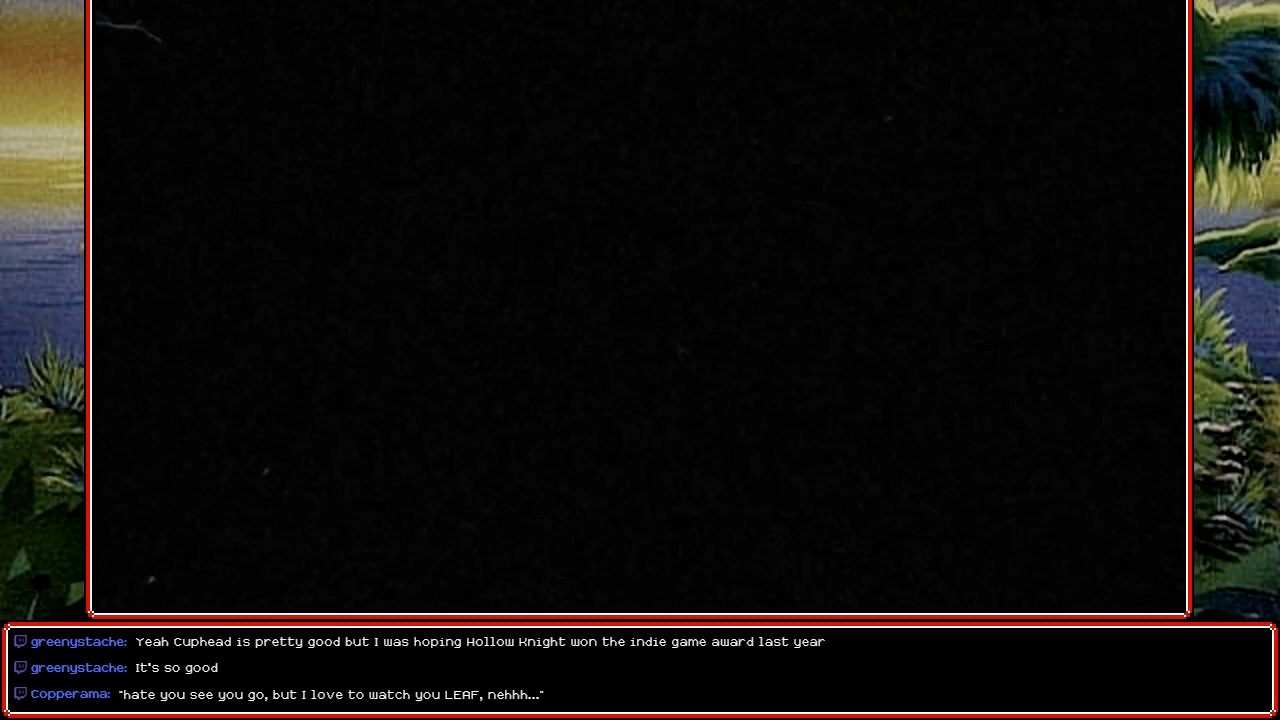 greenystache: Yeah Cuphead is pretty good but I was hoping Hollow Knight won the indie game award last year
greenystache: It's so good
Copperama: "hate you see you go, but I love to watch you LEAF, nehhh..."